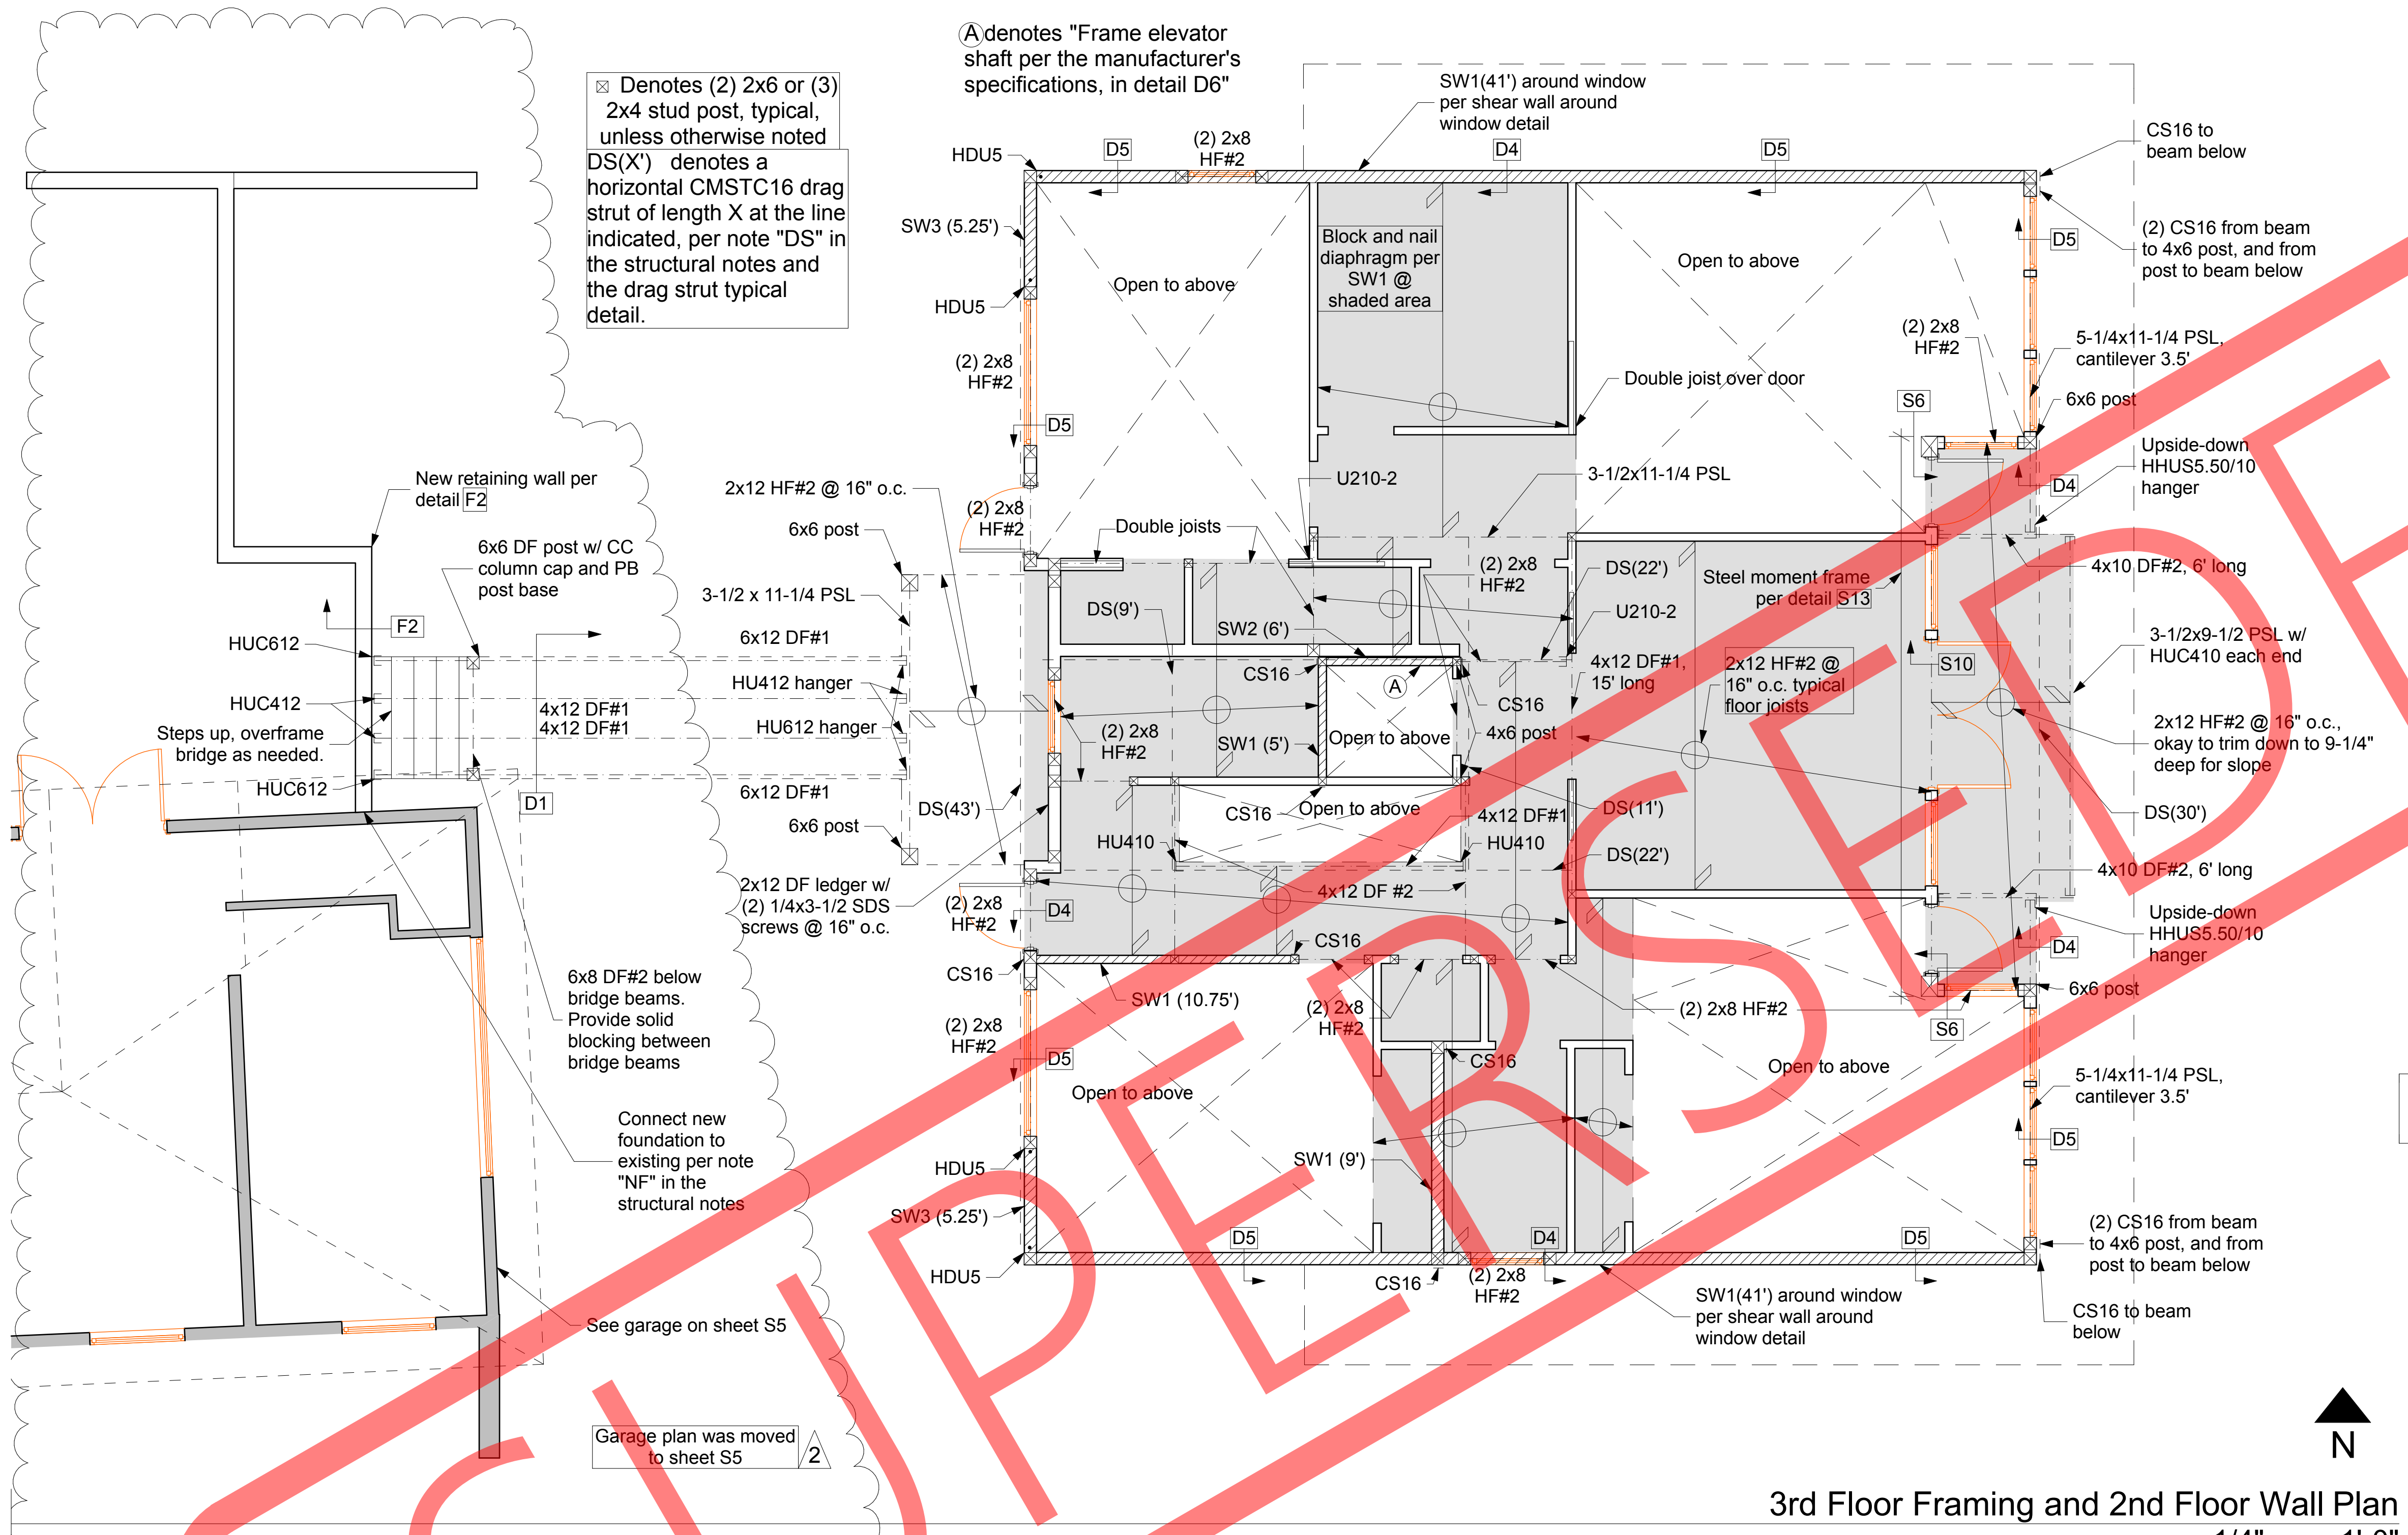 Ⓐ denotes "Frame elevator
shaft per the manufacturer's
specifications, in detail D6"
☒ Denotes (2) 2x6 or (3)
2x4 stud post, typical,
unless otherwise noted
DS(X') denotes a
horizontal CMSTC16 drag
strut of length X at the line
indicated, per note "DS" in
the structural notes and
the drag strut typical
detail.
SW1(41') around window
per shear wall around
window detail
CS16 to
beam below
(2) CS16 from beam
to 4x6 post, and from
post to beam below
HDU5
D5
(2) 2x8
HF#2
D4
D5
SW3 (5.25')
HDU5
(2) 2x8
HF#2
D5
Open to above
Block and nail
diaphragm per
SW1 @
shaded area
Open to above
D5
(2) 2x8
HF#2
5-1/4x11-1/4 PSL,
cantilever 3.5'
Double joist over door
S6
6x6 post
Upside-down
HHUS5.50/10
hanger
D4
New retaining wall per
detail F2
2x12 HF#2 @ 16" o.c.
6x6 post
(2) 2x8
HF#2
Double joists
U210-2
3-1/2x11-1/4 PSL
6x6 DF post w/ CC
column cap and PB
post base
3-1/2 x 11-1/4 PSL
F2
HUC612
6x12 DF#1
DS(9')
SW2 (6')
(2) 2x8
HF#2
DS(22')
U210-2
Steel moment frame
per detail S13
4x10 DF#2, 6' long
3-1/2x9-1/2 PSL w/
HUC410 each end
S10
HUC412
4x12 DF#1
4x12 DF#1
HU412 hanger
HU612 hanger
Steps up, overframe
bridge as needed.
HUC612
D1
6x12 DF#1
6x6 post
CS16
A
CS16
4x6 post
4x12 DF#1,
15' long
2x12 HF#2 @
16" o.c. typical
floor joists
(2) 2x8
HF#2
SW1 (5')
Open to above
2x12 HF#2 @ 16" o.c.,
okay to trim down to 9-1/4"
deep for slope
DS(43')
CS16
Open to above
4x12 DF#1
DS(11')
DS(30')
HU410
HU410
DS(22')
4x12 DF #2
4x10 DF#2, 6' long
2x12 DF ledger w/
(2) 1/4x3-1/2 SDS
screws @ 16" o.c.
(2) 2x8
HF#2
D4
Upside-down
HHUS5.50/10
hanger
D4
CS16
CS16
SW1 (10.75')
(2) 2x8
HF#2
(2) 2x8 HF#2
6x6 post
S6
6x8 DF#2 below
bridge beams.
Provide solid
blocking between
bridge beams
(2) 2x8
HF#2
D5
CS16
Open to above
Open to above
5-1/4x11-1/4 PSL,
cantilever 3.5'
D5
Connect new
foundation to
existing per note
"NF" in the
structural notes
HDU5
SW3 (5.25')
HDU5
SW1 (9')
D5
D4
D5
CS16
(2) 2x8
HF#2
SW1(41') around window
per shear wall around
window detail
(2) CS16 from beam
to 4x6 post, and from
post to beam below
CS16 to beam
below
See garage on sheet S5
Garage plan was moved
to sheet S5
2
N
3rd Floor Framing and 2nd Floor Wall Plan
SUPERSEDE